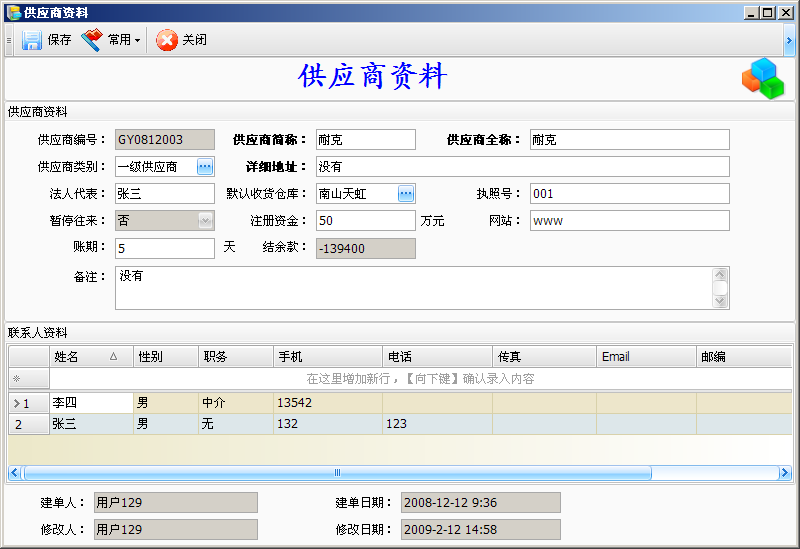 供应商资料
保存 常用 关闭
供应商资料
供应商资料
供应商编号： GY0812003 供应商简称： 耐克 供应商全称： 耐克
供应商类别： 一级供应商 详细地址： 没有
法人代表： 张三 默认收货仓库： 南山天虹 执照号： 001
暂停往来： 否 注册资金： 50 万元 网站： www
账期： 5 天 结余款： -139400
备注： 没有
联系人资料
姓名 性别 职务 手机 电话 传真 Email 邮编
在这里增加新行，【向下键】确认录入内容
1 李四 男 中介 13542
2 张三 男 无 132 123
建单人： 用户129 建单日期： 2008-12-12 9:36
修改人： 用户129 修改日期： 2009-2-12 14:58